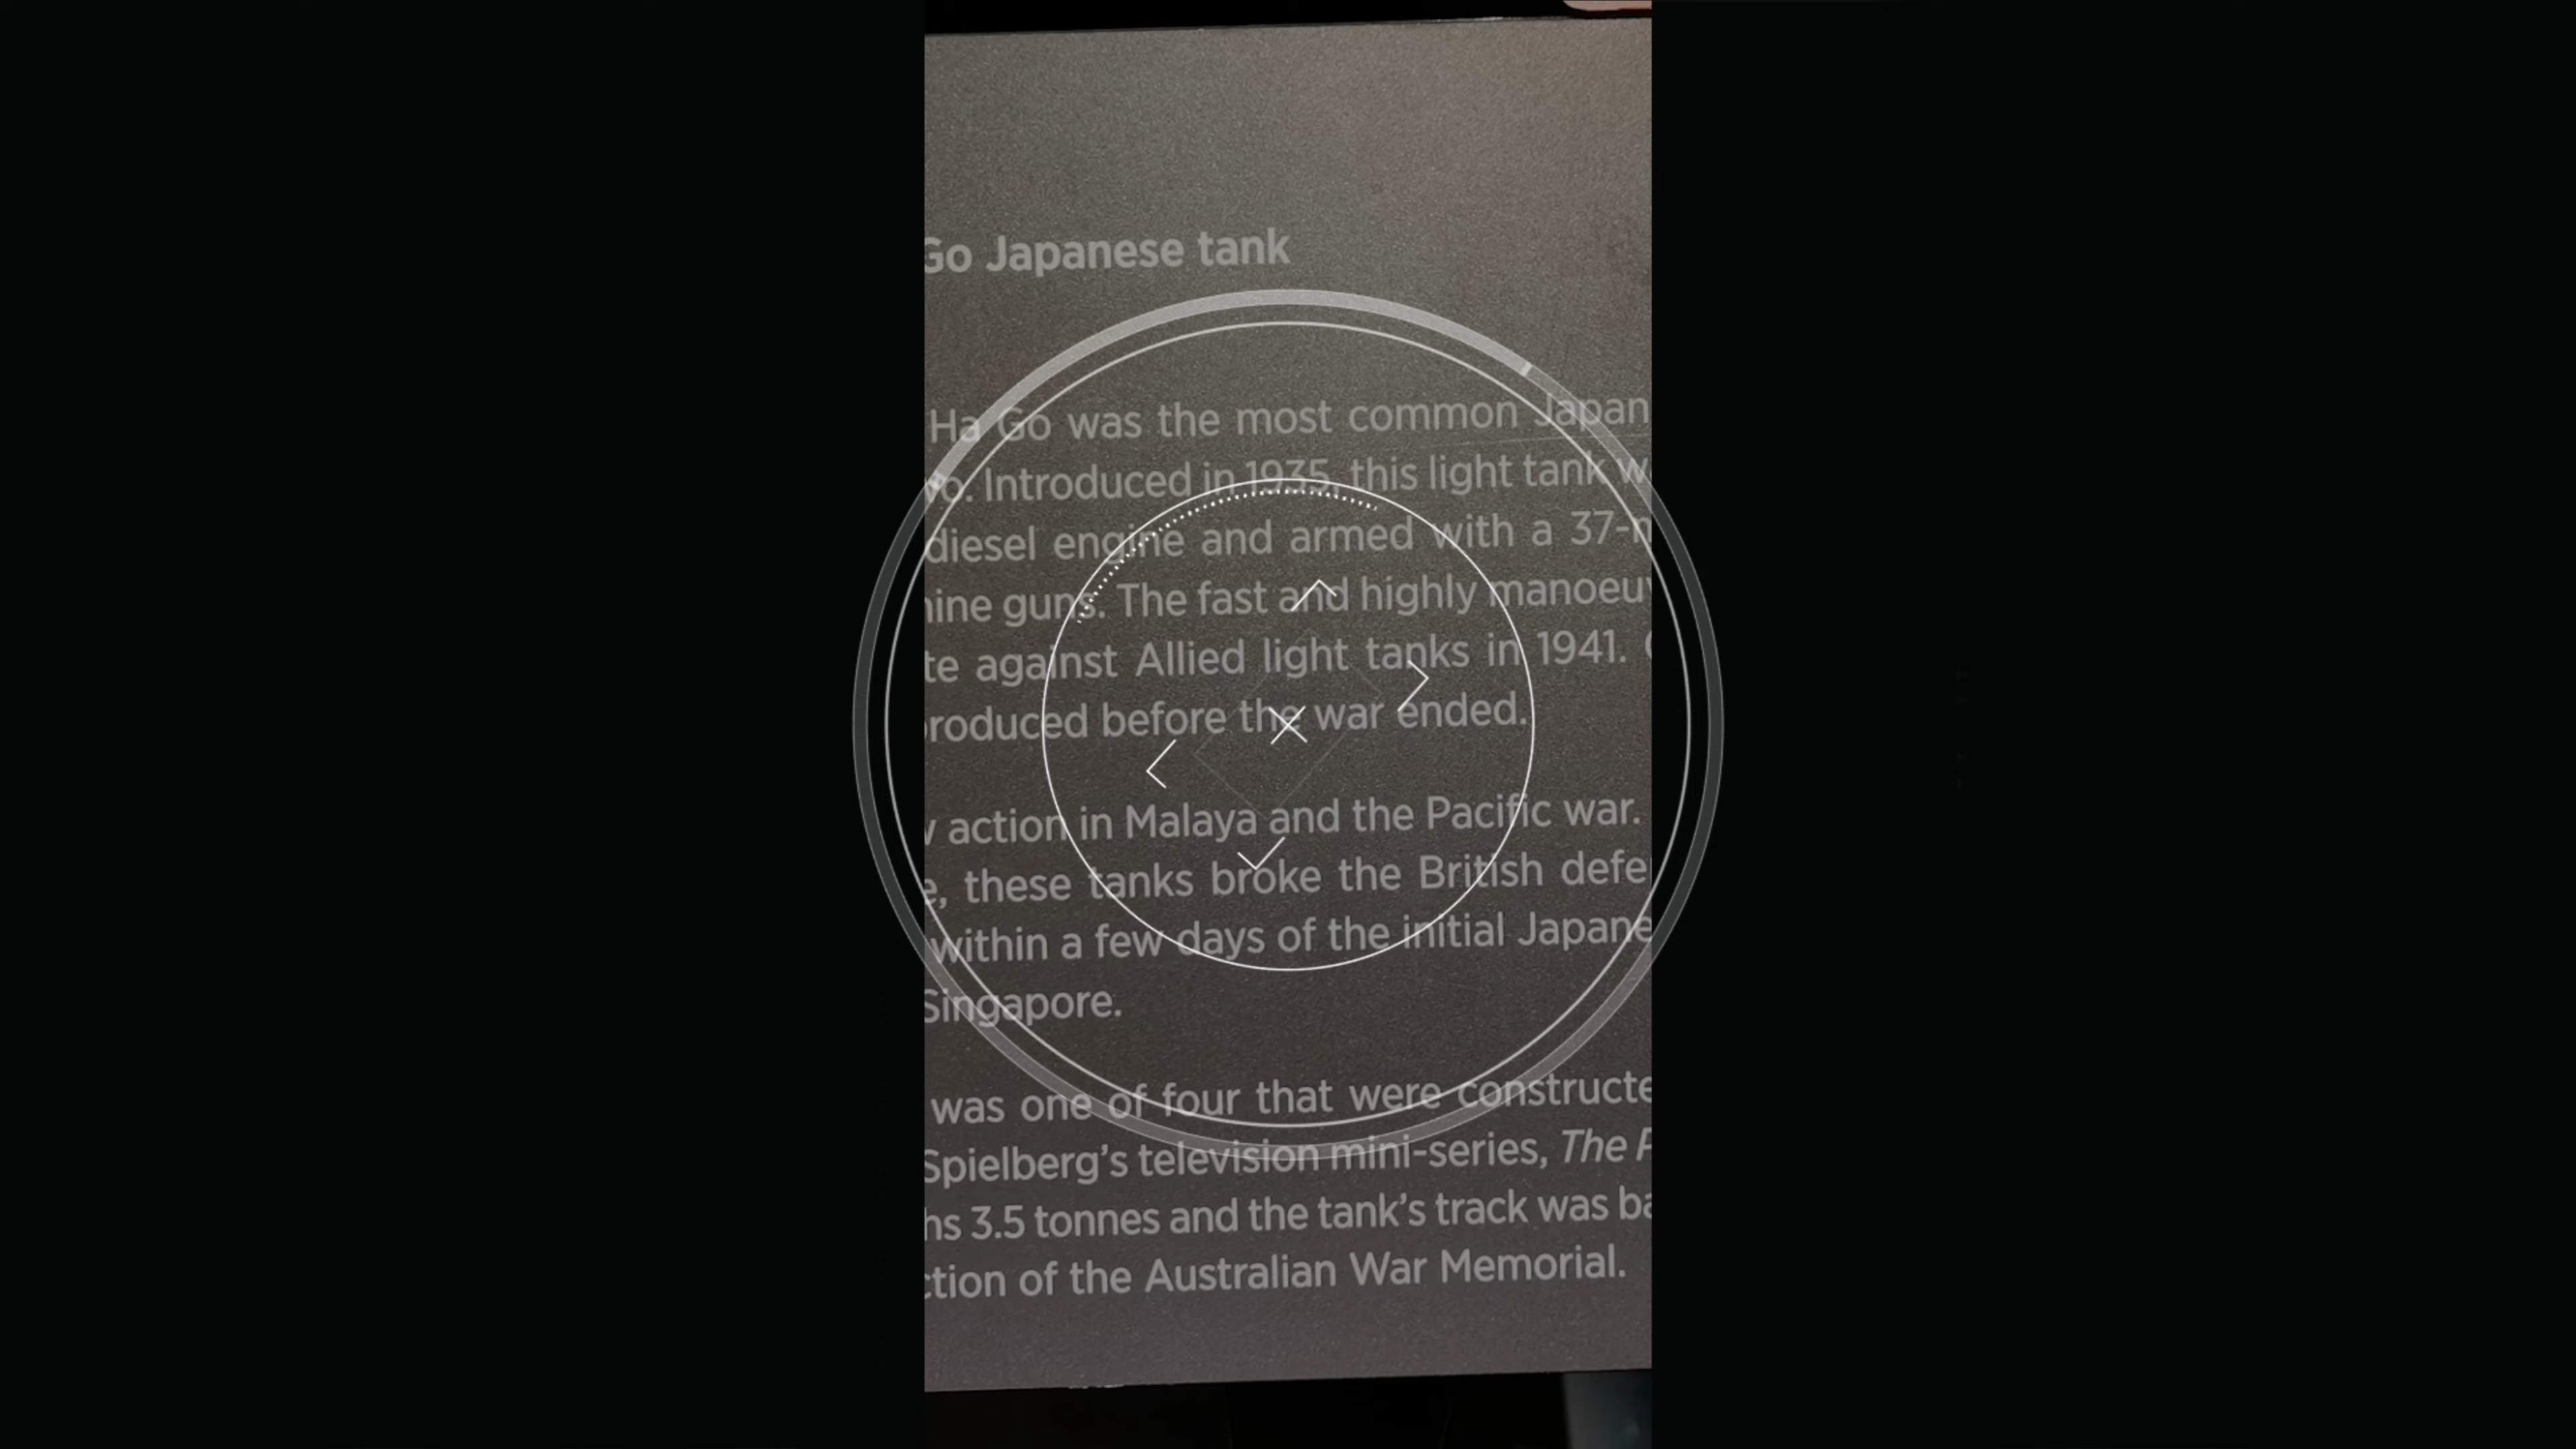 Go Japanese tank
Ha Go was the most common Japan
wo. Introduced in 1935, this light tank w
diesel engine and armed with a 37-m
hine guns. The fast and highly manoeuv
te against Allied light tanks in 1941.
produced before the war ended.
w action in Malaya and the Pacific war.
e, these tanks broke the British defe
within a few days of the initial Japane
Singapore.
was one of four that were constructe
Spielberg's television mini-series, The P
hs 3.5 tonnes and the tank's track was ba
ction of the Australian War Memorial.